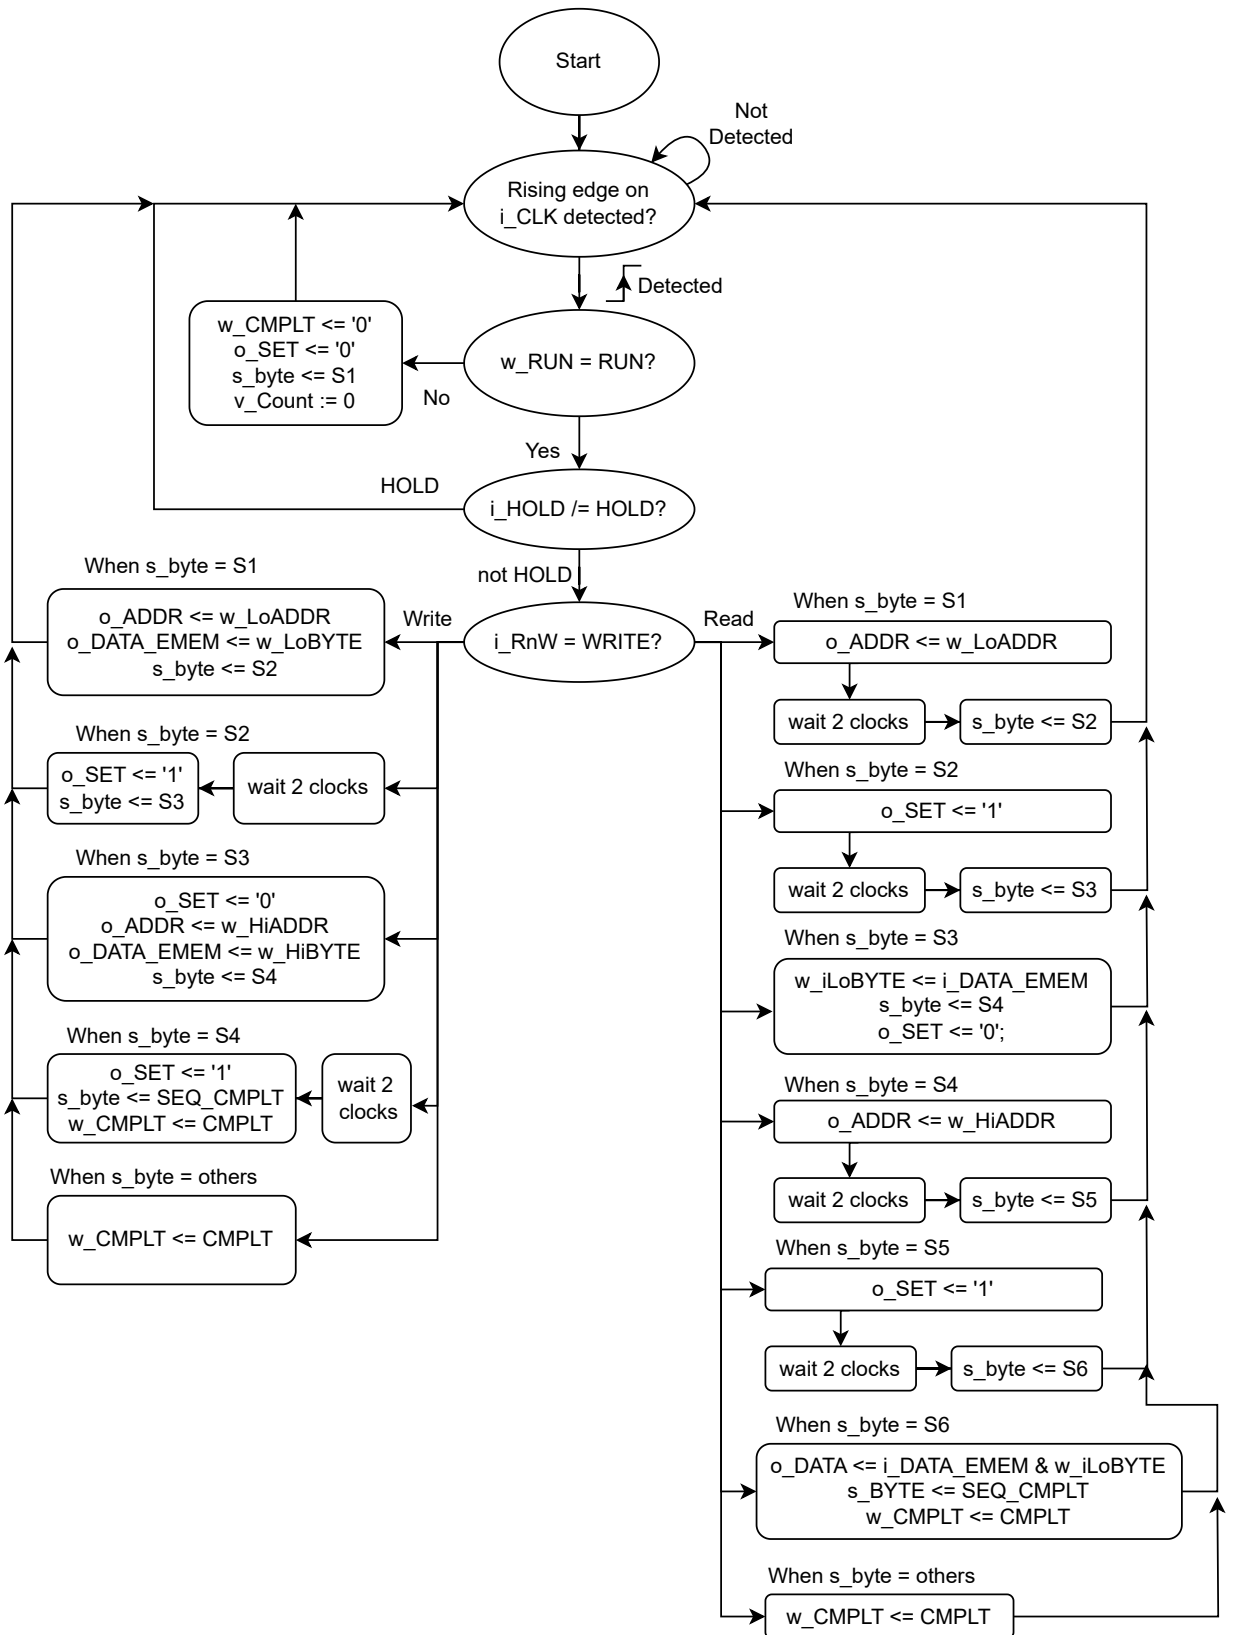 Start
Not
Detected
Rising edge on
i_CLK detected?
Detected
w_CMPLT <= '0'
o_SET <= '0'
s_byte <= S1
v_Count := 0
w_RUN = RUN?
No
Yes
HOLD
i_HOLD /= HOLD?
not HOLD
i_RnW = WRITE?
Write
Read
When s_byte = S1
o_ADDR <= w_LoADDR
o_DATA_EMEM <= w_LoBYTE
s_byte <= S2
When s_byte = S2
o_SET <= '1'
s_byte <= S3
wait 2 clocks
When s_byte = S3
o_SET <= '0'
o_ADDR <= w_HiADDR
o_DATA_EMEM <= w_HiBYTE
s_byte <= S4
When s_byte = S4
o_SET <= '1'
s_byte <= SEQ_CMPLT
w_CMPLT <= CMPLT
wait 2
clocks
When s_byte = others
w_CMPLT <= CMPLT
When s_byte = S1
o_ADDR <= w_LoADDR
wait 2 clocks
s_byte <= S2
When s_byte = S2
o_SET <= '1'
wait 2 clocks
s_byte <= S3
When s_byte = S3
w_iLoBYTE <= i_DATA_EMEM
s_byte <= S4
o_SET <= '0';
When s_byte = S4
o_ADDR <= w_HiADDR
wait 2 clocks
s_byte <= S5
When s_byte = S5
o_SET <= '1'
wait 2 clocks
s_byte <= S6
When s_byte = S6
o_DATA <= i_DATA_EMEM & w_iLoBYTE
s_BYTE <= SEQ_CMPLT
w_CMPLT <= CMPLT
When s_byte = others
w_CMPLT <= CMPLT